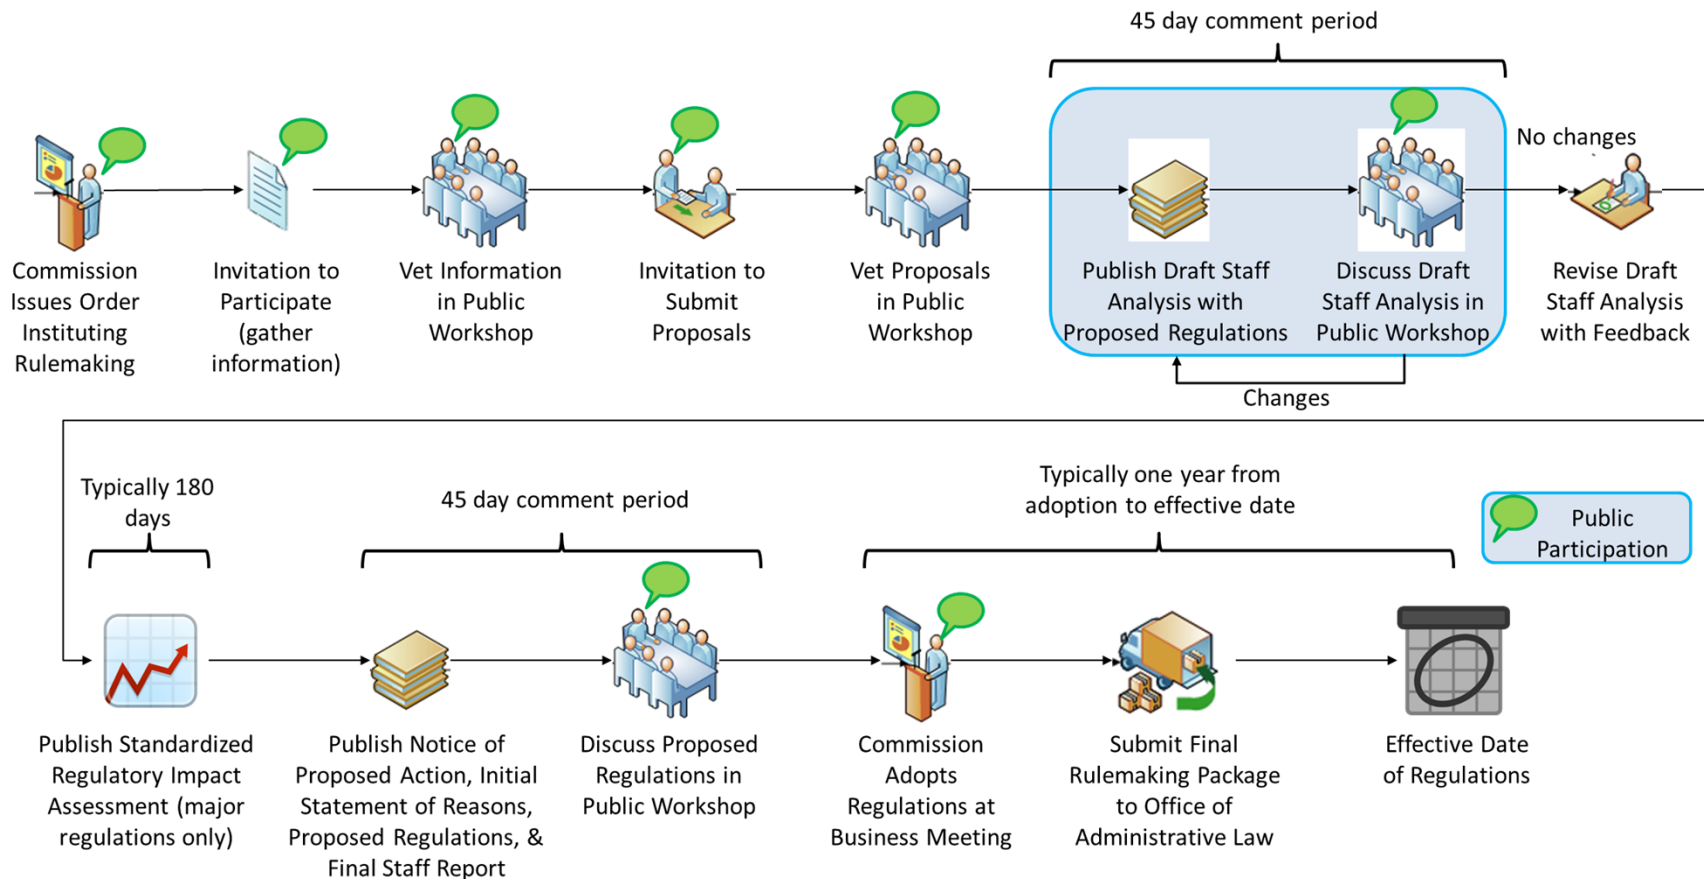 45 day comment period
No changes
Commission
Issues Order
Instituting
Rulemaking
Invitation to
Participate
(gather
information)
Vet Information
in Public
Workshop
Invitation to
Submit
Proposals
Vet Proposals
in Public
Workshop
Publish Draft Staff
Analysis with
Proposed Regulations
Discuss Draft
Staff Analysis in
Public Workshop
Revise Draft
Staff Analysis
with Feedback
Changes
Typically 180
days
45 day comment period
Typically one year from
adoption to effective date
Public
Participation
Publish Standardized
Regulatory Impact
Assessment (major
regulations only)
Publish Notice of
Proposed Action, Initial
Statement of Reasons,
Proposed Regulations, &
Final Staff Report
Discuss Proposed
Regulations in
Public Workshop
Commission
Adopts
Regulations at
Business Meeting
Submit Final
Rulemaking Package
to Office of
Administrative Law
Effective Date
of Regulations